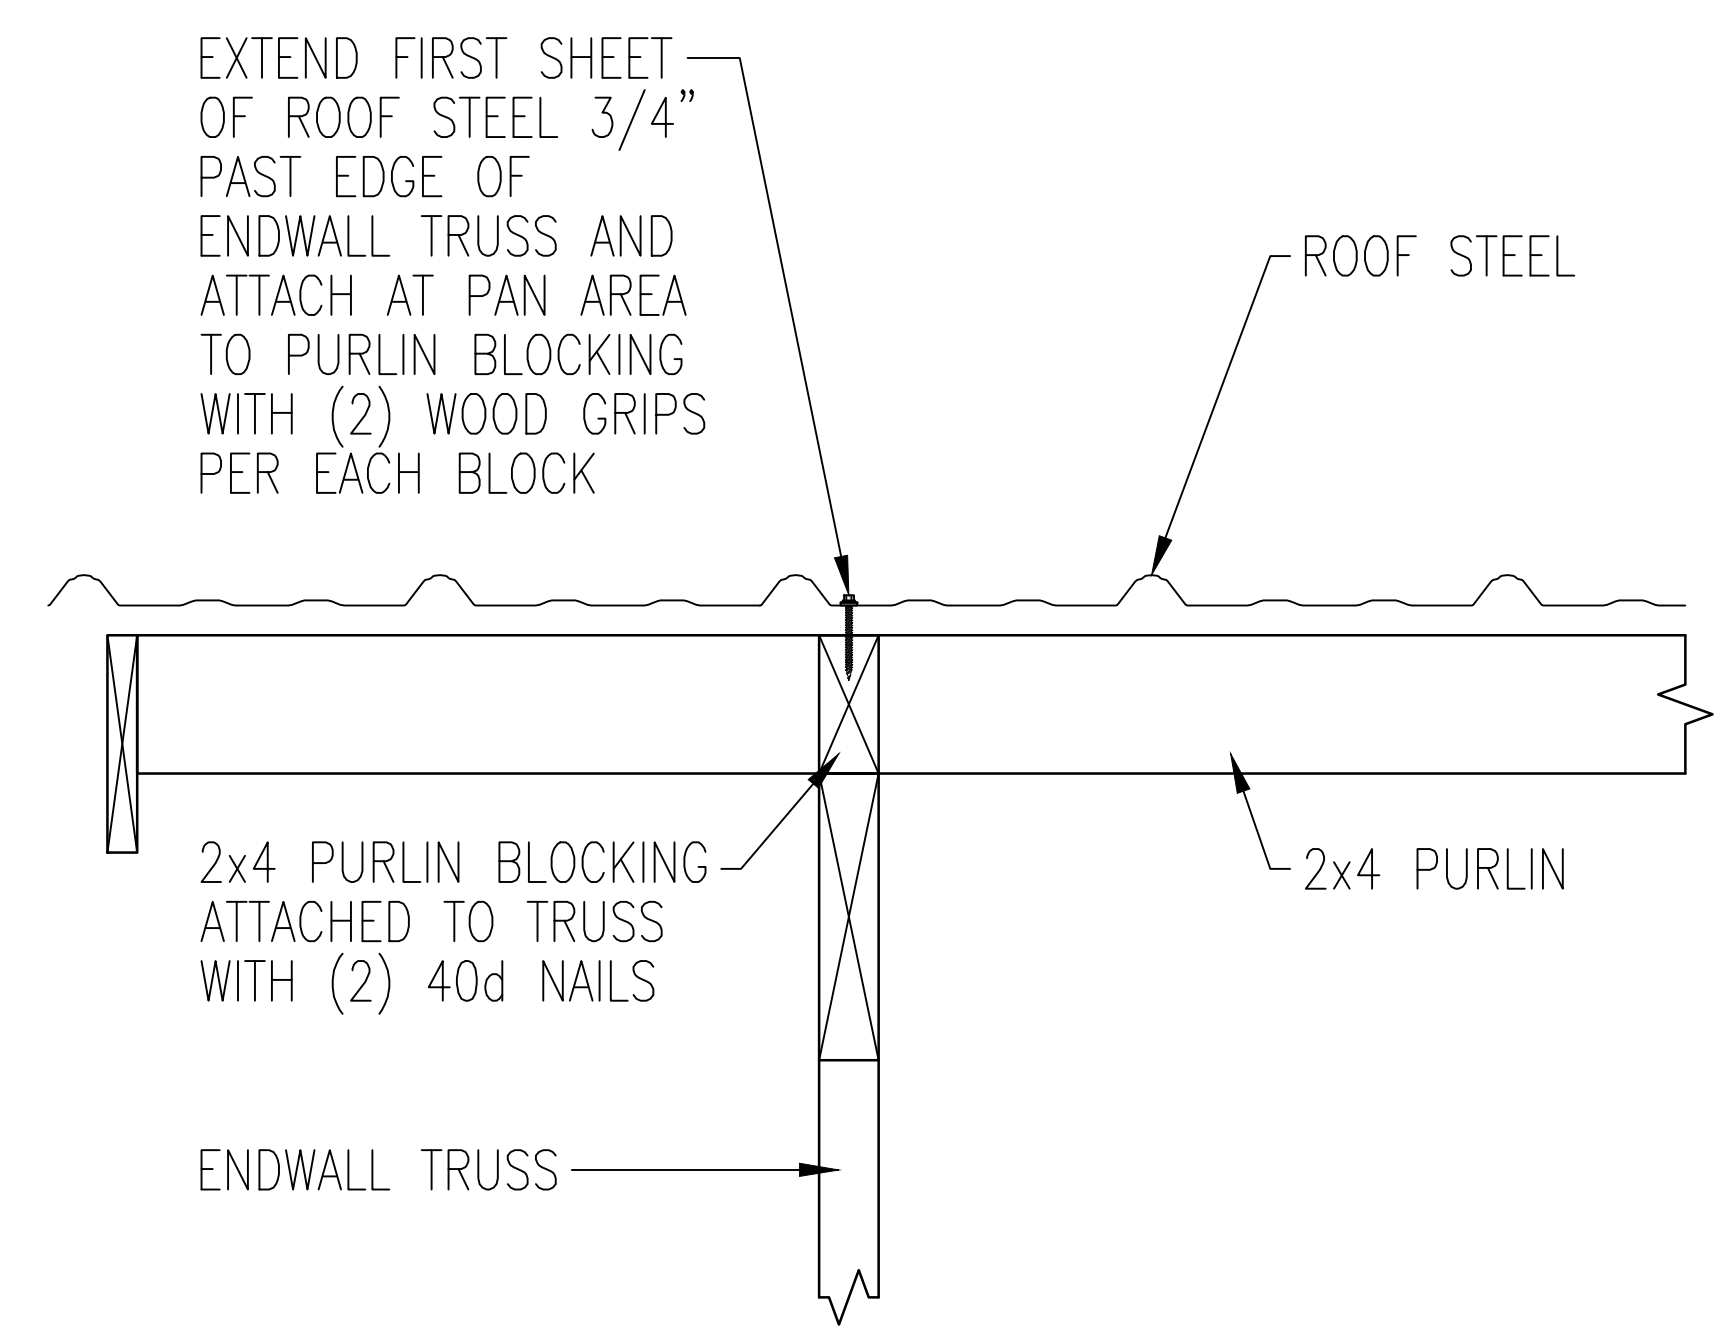 EXTEND FIRST SHEET
OF ROOF STEEL 3/4”
PAST EDGE OF
ENDWALL TRUSS AND
ATTACH AT PAN AREA
TO PURLIN BLOCKING
WITH (2) WOOD GRIPS
PER EACH BLOCK
ROOF STEEL
2x4 PURLIN BLOCKING
ATTACHED TO TRUSS
WITH (2) 40d NAILS
2x4 PURLIN
ENDWALL TRUSS